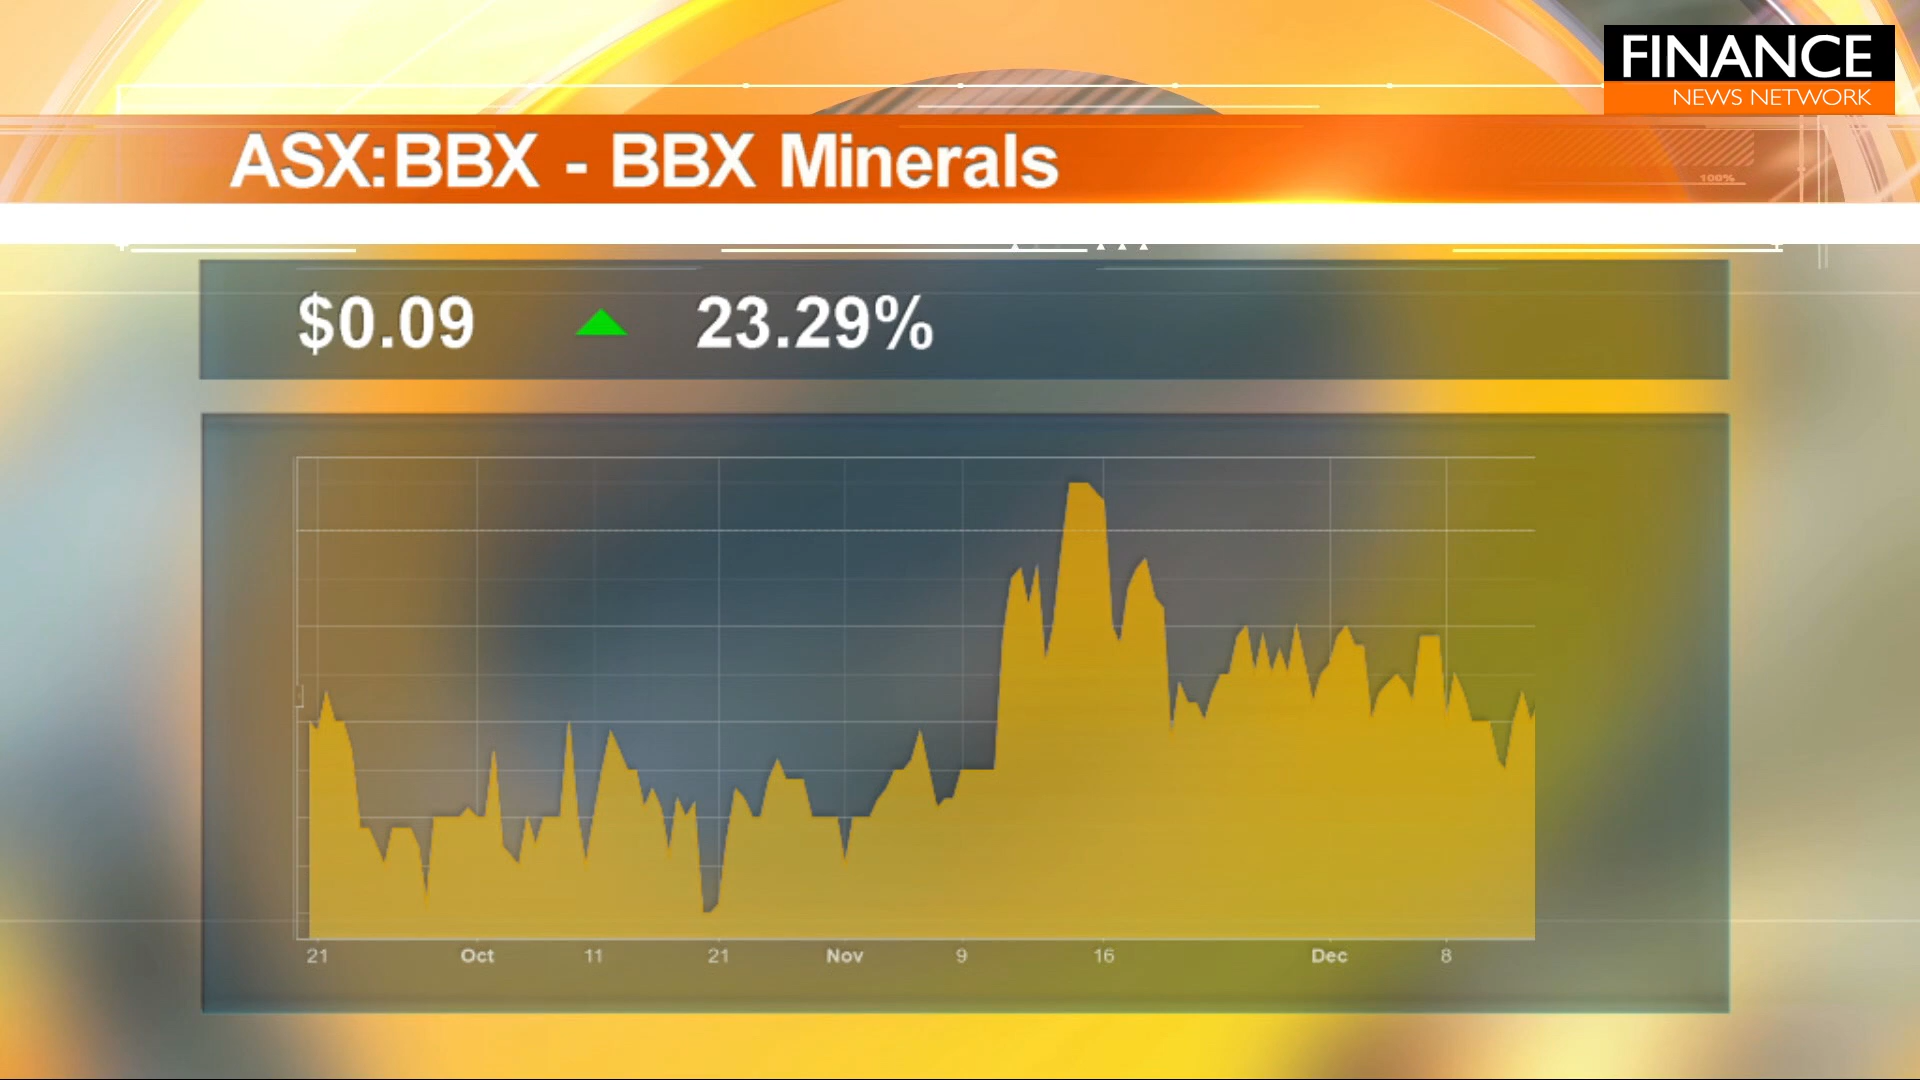 FINANCE
NEWS NETWORK
ASX:BBX - BBX Minerals
100%
$0.09 23.29%
21 Oct 11 21 Nov 9 16 Dec 8